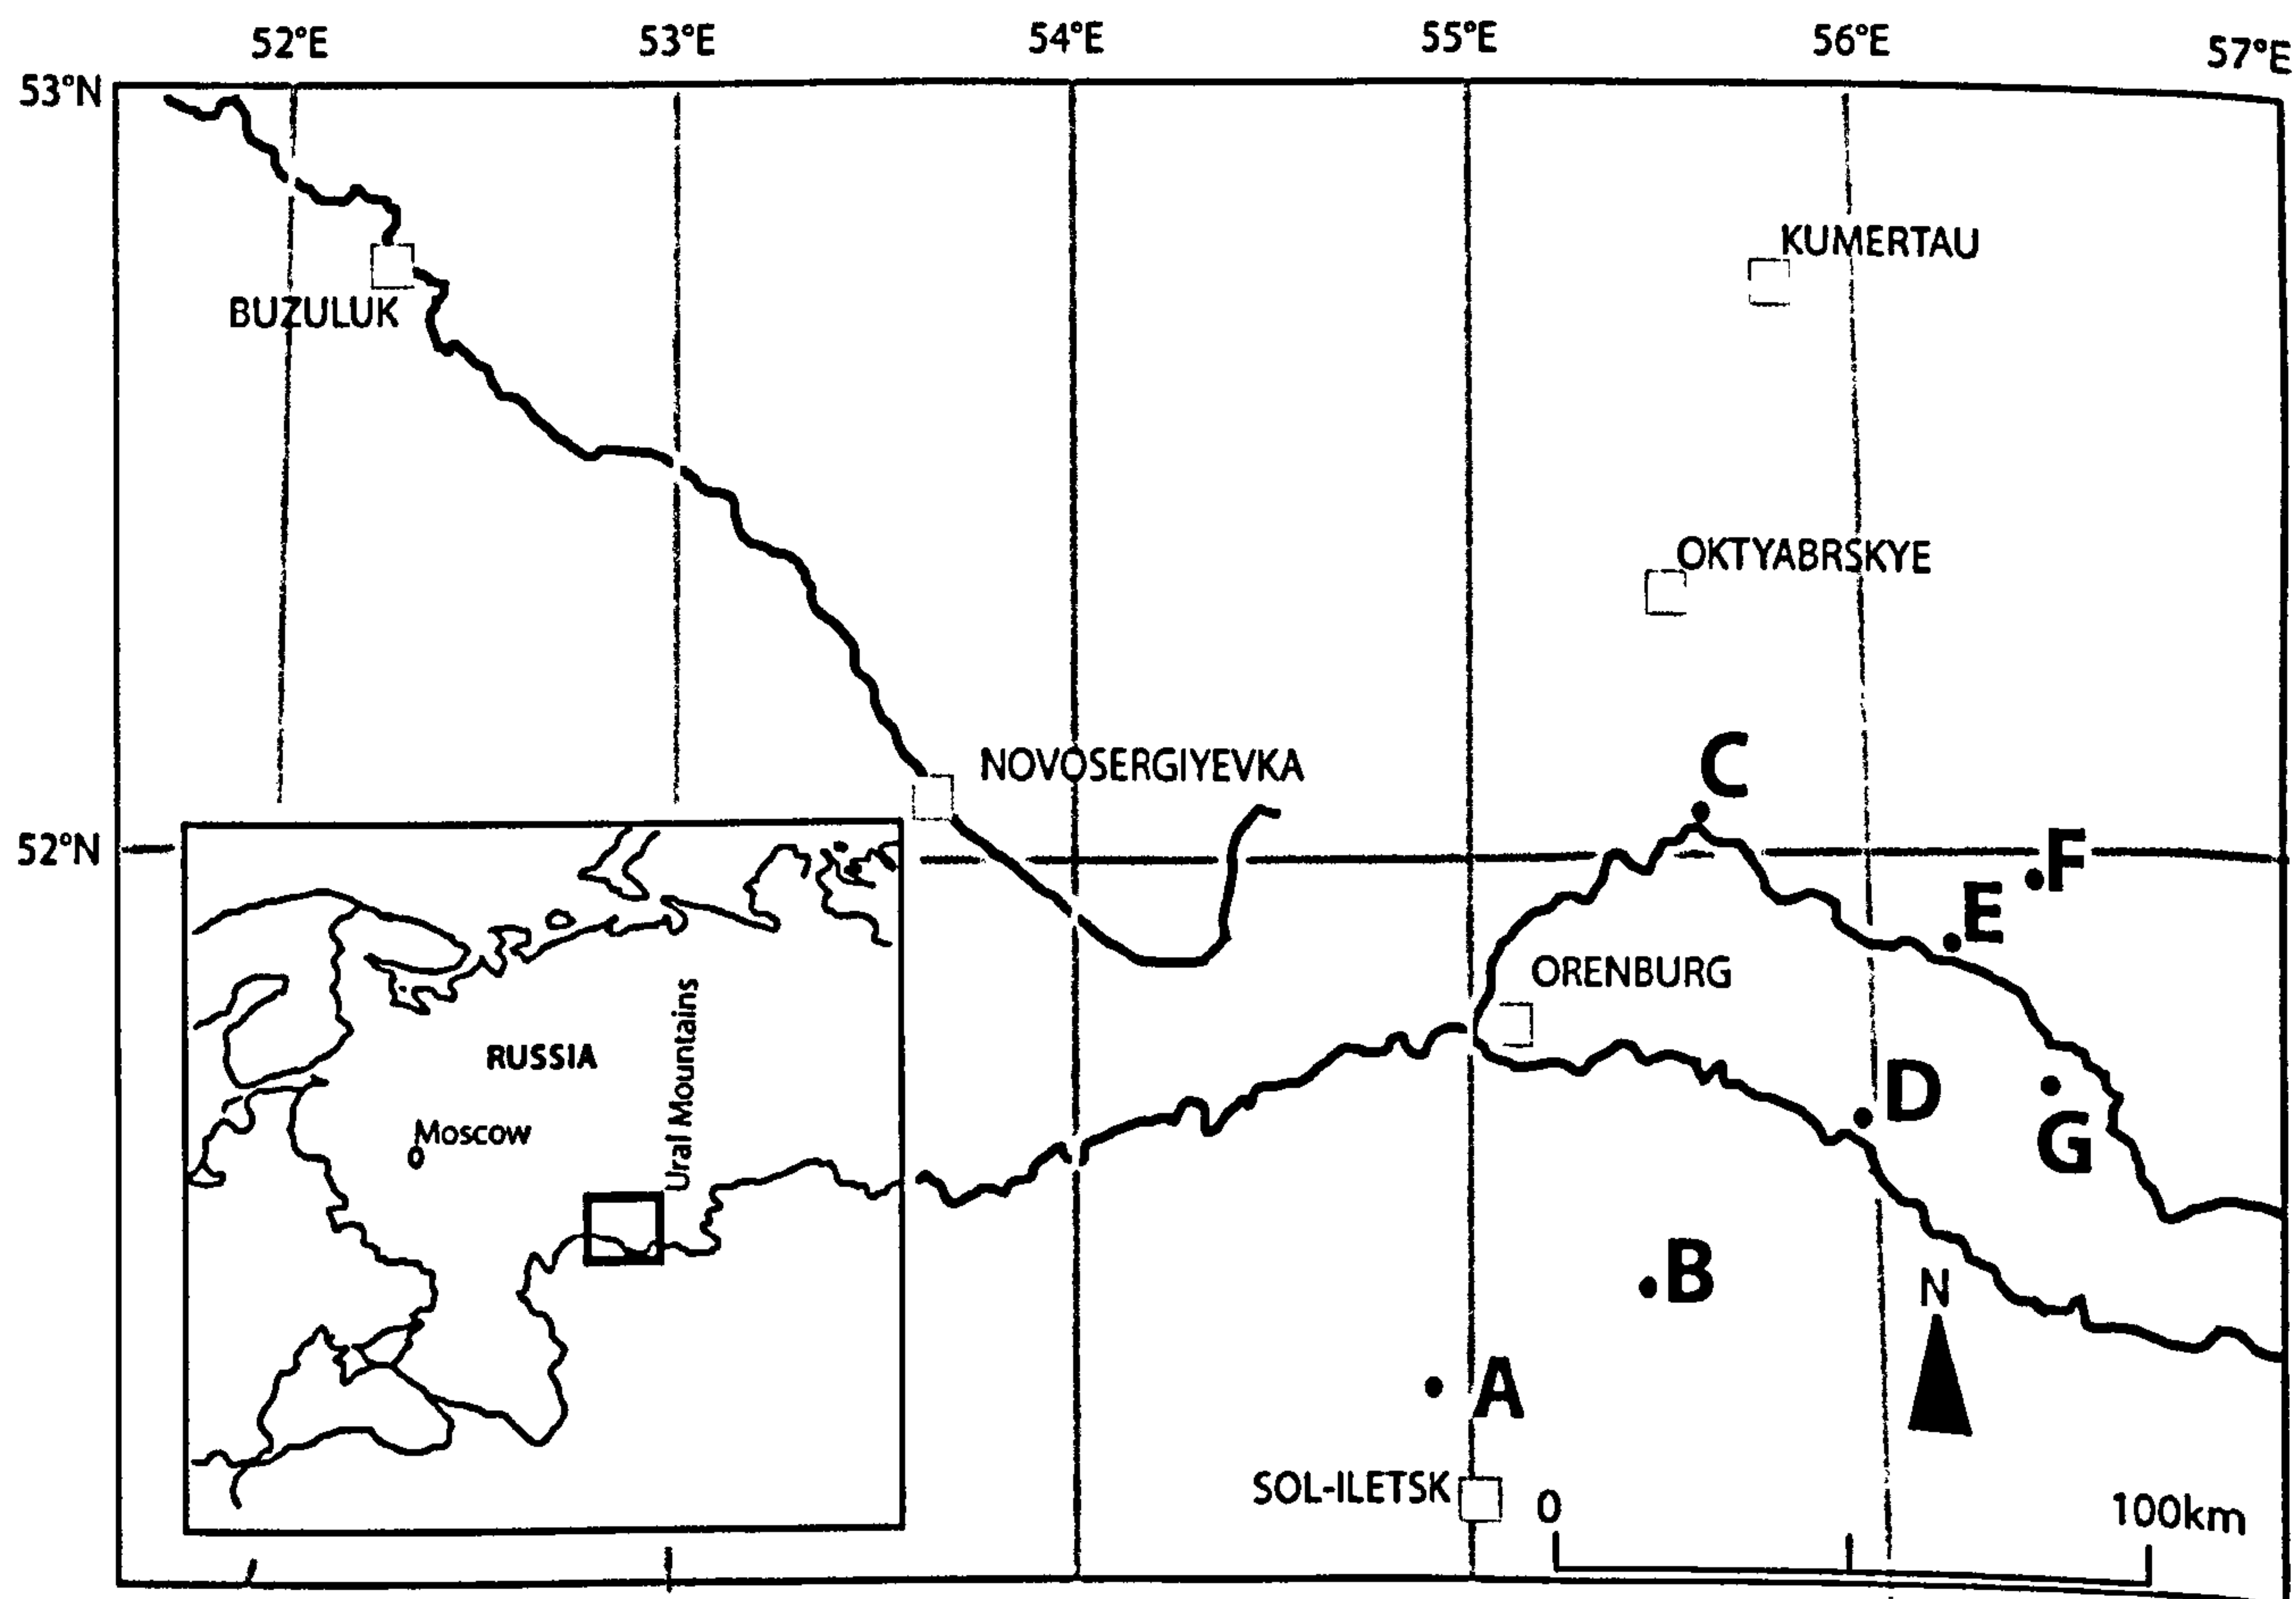 52°E
53°E
54°E
55°E
56°E
57°E
53°N
KUMERTAU
BUZULUK
OKTYABRSKYE
NOVOSERGIYEVKA
C
52°N
F
E
ORENBURG
RUSSIA
Ural Mountains
Moscow
D
G
B
N
A
SOL-ILETSK
0
100km